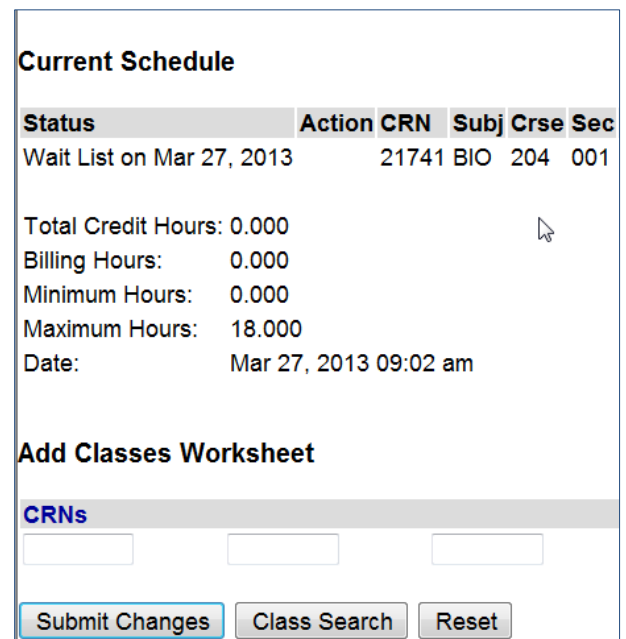 Current Schedule
Status Action CRN Subj Crse Sec
Wait List on Mar 27, 2013 21741 BIO 204 001
Total Credit Hours: 0.000
Billing Hours: 0.000
Minimum Hours: 0.000
Maximum Hours: 18.000
Date: Mar 27, 2013 09:02 am
Add Classes Worksheet
CRNs
Submit Changes Class Search Reset